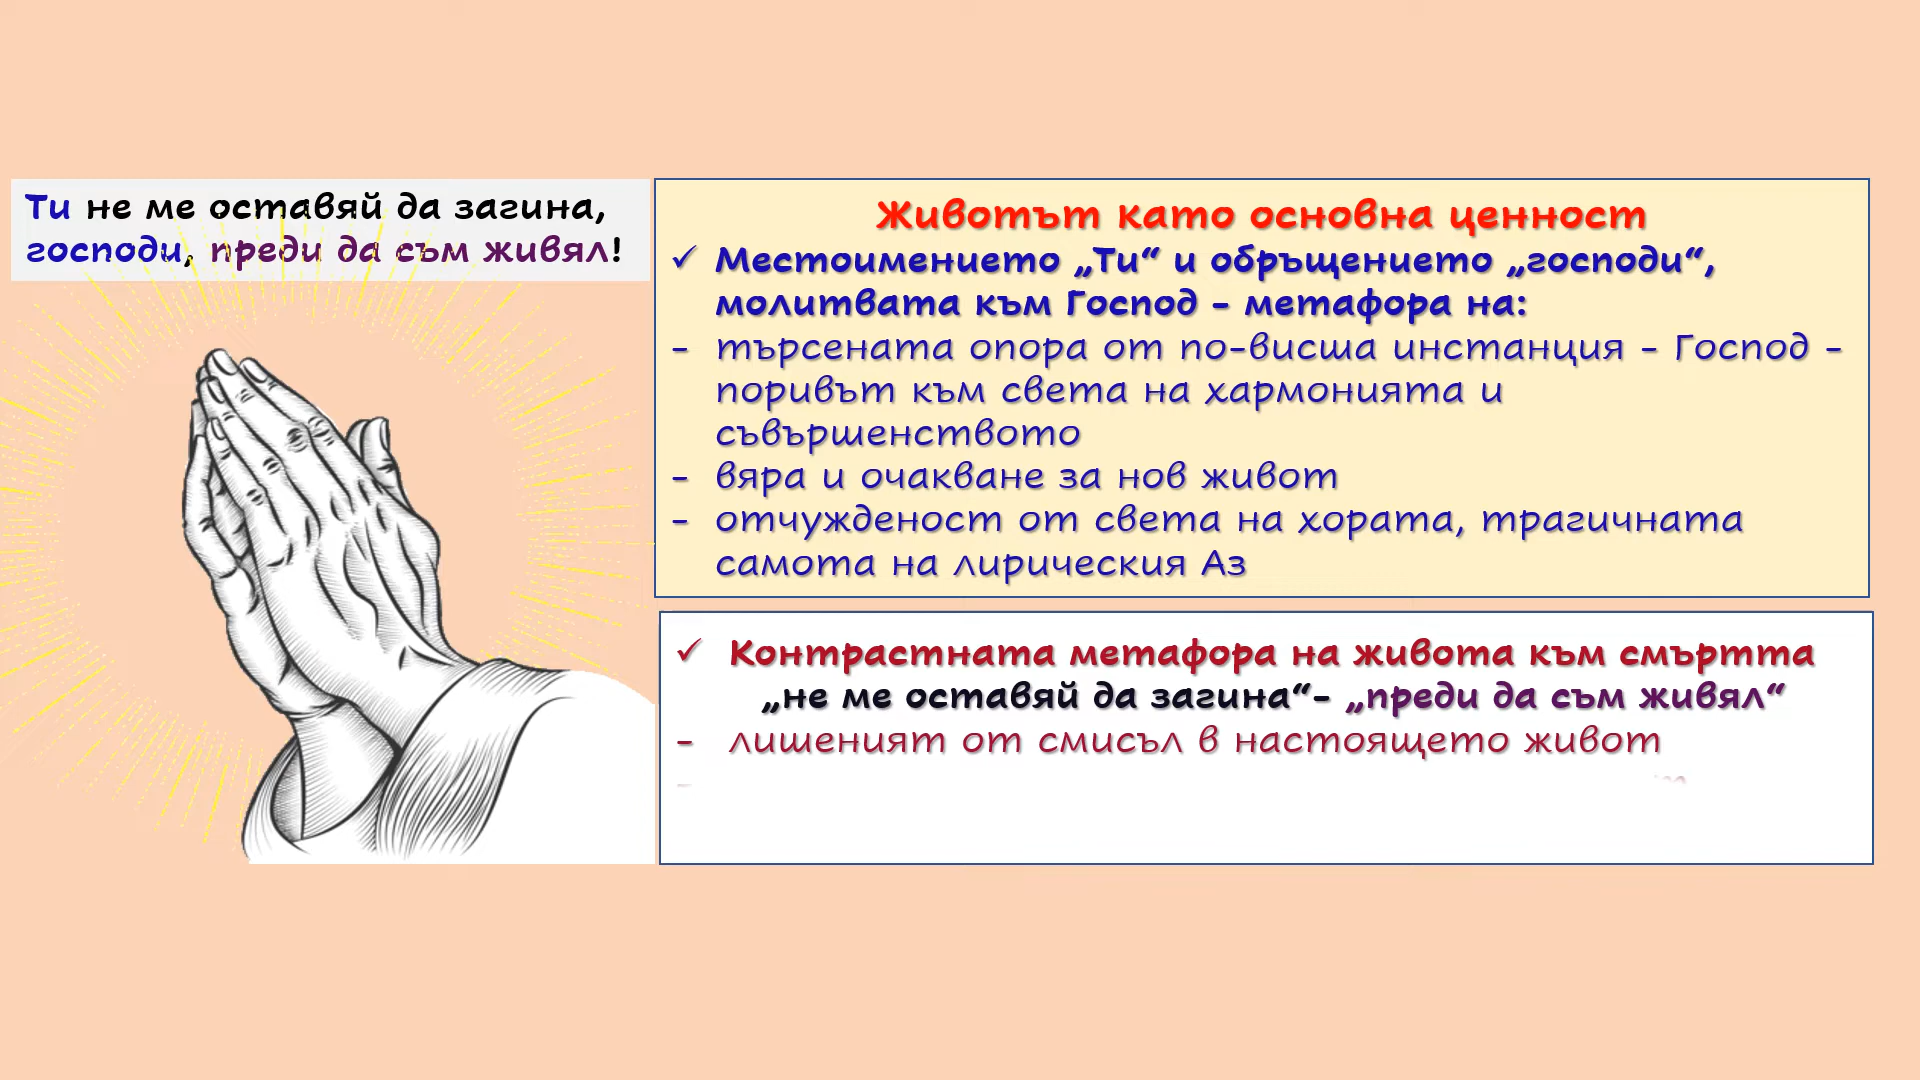 Ти не ме оставяй да загина,
господи, преди да съм живял!
Животът като основна ценност
✓ Местоимението „Ти“ и обръщението „господи“,
молитвата към Господ - метафора на:
- търсената опора от по-висша инстанция - Господ -
поривът към света на хармонията и
съвършенството
- вяра и очакване за нов живот
- отчужденост от света на хората, трагичната
самота на лирическия Аз
✓ Контрастната метафора на живота към смъртта
„не ме оставяй да загина“- „преди да съм живял“
- лишеният от смисъл в настоящето живот